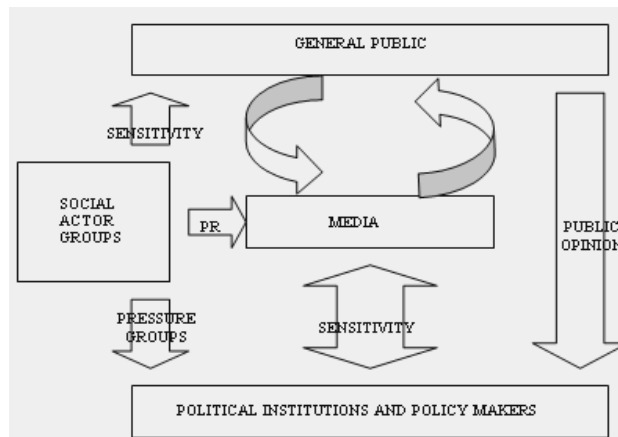 GENERAL PUBLIC
SENSITIVITY
SOCIAL
ACTOR
GROUPS
PR
MEDIA
PUBLIC
OPINION
PRESSURE
GROUPS
SENSITIVITY
POLITICAL INSTITUTIONS AND POLICY MAKERS